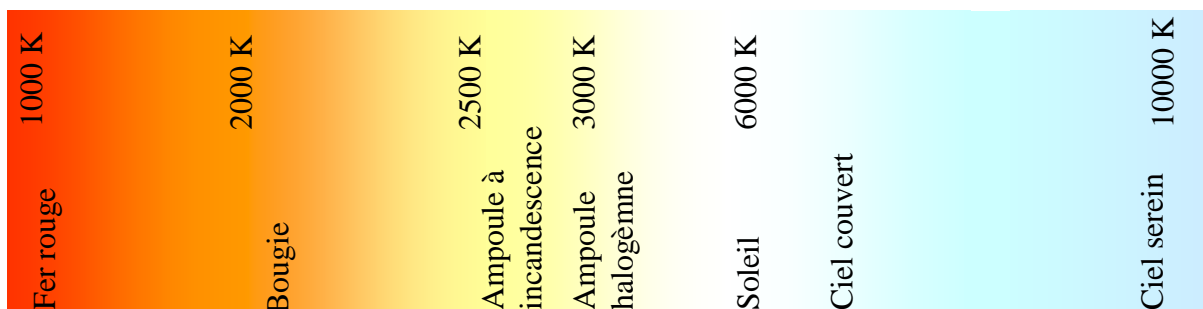 1000 K
Fer rouge
2000 K
Bougie
2500 K
Ampoule à
incandescence
3000 K
Ampoule
halogèmne
6000 K
Soleil
Ciel couvert
10000 K
Ciel serein